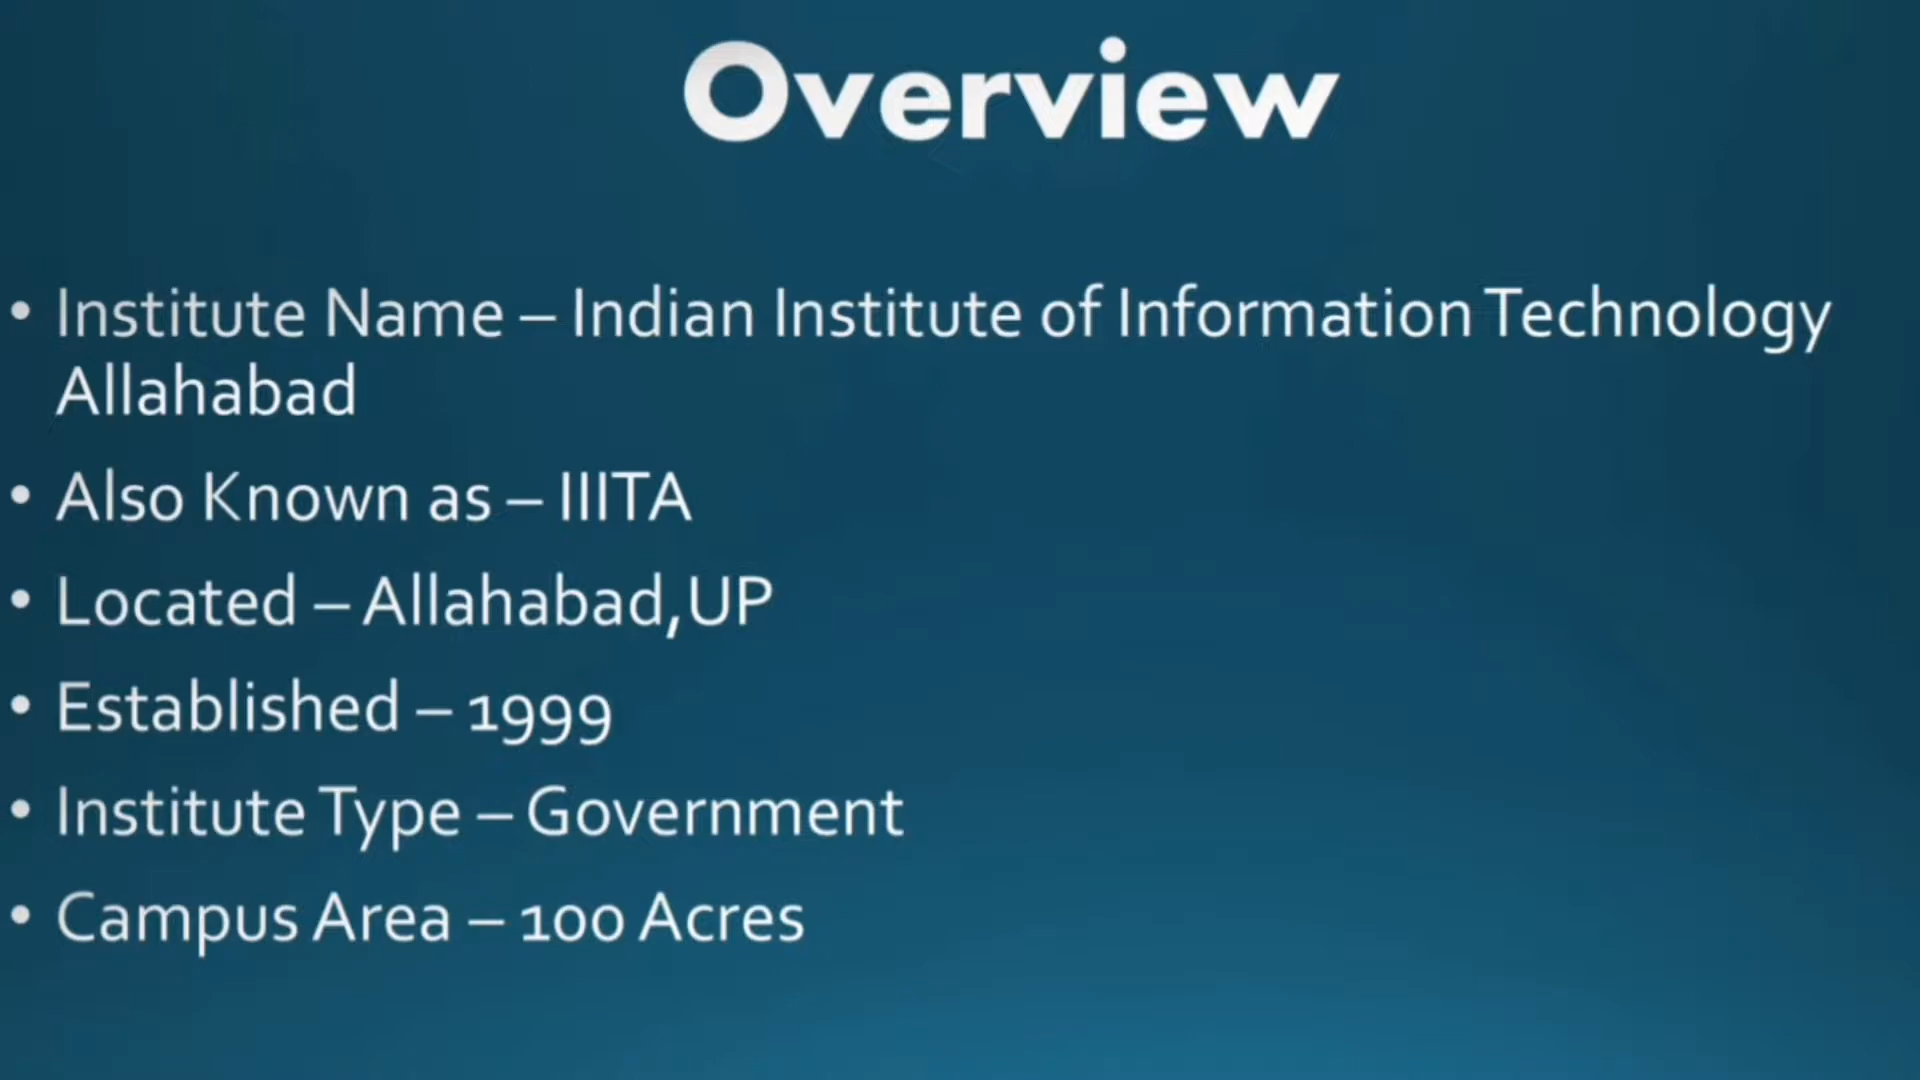 Overview
• Institute Name – Indian Institute of Information Technology
Allahabad
• Also Known as – IIITA
• Located – Allahabad,UP
• Established – 1999
• Institute Type – Government
• Campus Area – 100 Acres